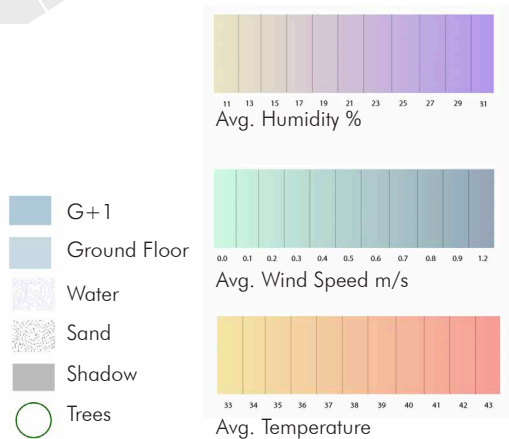 11 13 15 17 19 21 23 25 27 29 31
Avg. Humidity %
0.0 0.1 0.2 0.3 0.4 0.5 0.6 0.7 0.8 0.9 1.2
Avg. Wind Speed m/s
33 34 35 36 37 38 39 40 41 42 43
Avg. Temperature
G+1
Ground Floor
Water
Sand
Shadow
Trees